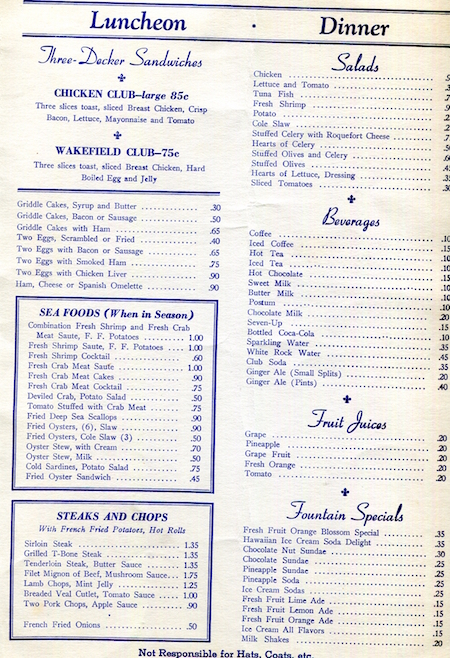 Luncheon · Dinner
Three-Decker Sandwiches
CHICKEN CLUB—large 85c
Three slices toast, sliced Breast Chicken, Crisp
Bacon, Lettuce, Mayonnaise and Tomato
WAKEFIELD CLUB—75c
Three slices toast, sliced Breast Chicken, Hard
Boiled Egg and Jelly
Griddle Cakes, Syrup and Butter .30
Griddle Cakes, Bacon or Sausage .50
Griddle Cakes with Ham .65
Two Eggs, Scrambled or Fried .40
Two Eggs with Bacon or Sausage .65
Two Eggs with Smoked Ham .75
Two Eggs with Chicken Liver .90
Ham, Cheese or Spanish Omelette .90
SEA FOODS (When in Season)
Combination Fresh Shrimp and Fresh Crab
Meat Saute, F. F. Potatoes 1.00
Fresh Shrimp Saute, F. F. Potatoes 1.00
Fresh Shrimp Cocktail .60
Fresh Crab Meat Saute 1.00
Fresh Crab Meat Cakes .90
Fresh Crab Meat Cocktail .75
Deviled Crab, Potato Salad .50
Tomato Stuffed with Crab Meat .75
Fried Deep Sea Scallops .90
Fried Oysters, (6), Slaw .90
Fried Oysters, Cole Slaw (3) .50
Oyster Stew, with Cream .70
Oyster Stew, Milk .50
Cold Sardines, Potato Salad .75
Fried Oyster Sandwich .45
STEAKS AND CHOPS
With French Fried Potatoes, Hot Rolls
Sirloin Steak 1.35
Grilled T-Bone Steak 1.35
Tenderloin Steak, Butter Sauce 1.35
Filet Mignon of Beef, Mushroom Sauce 1.75
Lamb Chops, Mint Jelly 1.25
Breaded Veal Cutlet, Tomato Sauce 1.00
Two Pork Chops, Apple Sauce .90
French Fried Onions .50
Salads
Chicken
Lettuce and Tomato
Tuna Fish
Fresh Shrimp
Potato
Cole Slaw
Stuffed Celery with Roquefort Cheese
Hearts of Celery
Stuffed Olives and Celery
Stuffed Olives
Hearts of Lettuce, Dressing
Sliced Tomatoes
Beverages
Coffee .10
Iced Coffee
Hot Tea .10
Iced Tea
Hot Chocolate
Sweet Milk .10
Butter Milk .10
Postum .10
Chocolate Milk
Seven-Up
Bottled Coca-Cola .10
Sparkling Water .35
White Rock Water .45
Club Soda .35
Ginger Ale (Small Splits) .20
Ginger Ale (Pints) .40
Fruit Juices
Grape .20
Pineapple .20
Grape Fruit .20
Fresh Orange .20
Tomato .20
Fountain Specials
Fresh Fruit Orange Blossom Special .35
Hawaiian Ice Cream Soda Delight .35
Chocolate Nut Sundae .30
Chocolate Sundae .25
Pineapple Sundae .25
Pineapple Soda .25
Ice Cream Sodas .25
Fresh Fruit Lime Ade .15
Fresh Fruit Lemon Ade .15
Fresh Fruit Orange Ade .15
Ice Cream All Flavors .15
Milk Shakes .20
Not Responsible for Hats, Coats, etc.